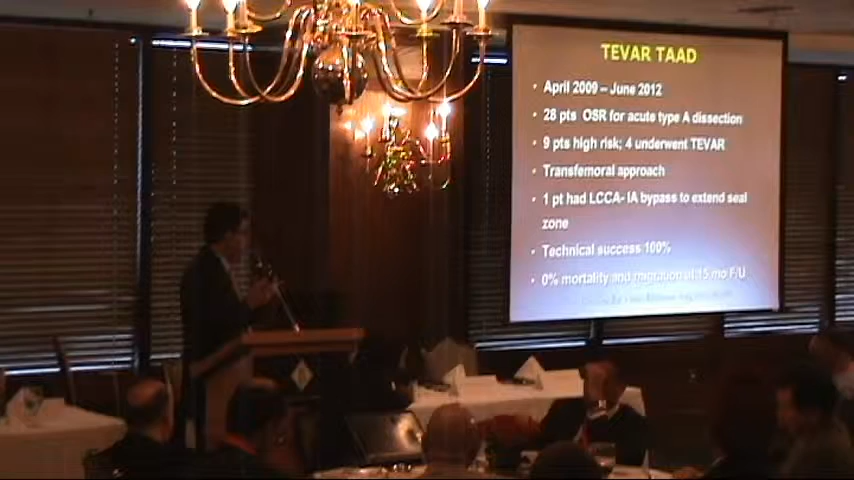 TEVAR TAAD
• April 2009 – June 2012
• 28 pts OSR for acute type A dissection
• 9 pts high risk; 4 underwent TEVAR
• Transfemoral approach
• 1 pt had LCCA- IA bypass to extend seal
zone
• Technical success 100%
• 0% mortality and migration at 15 mo F/U